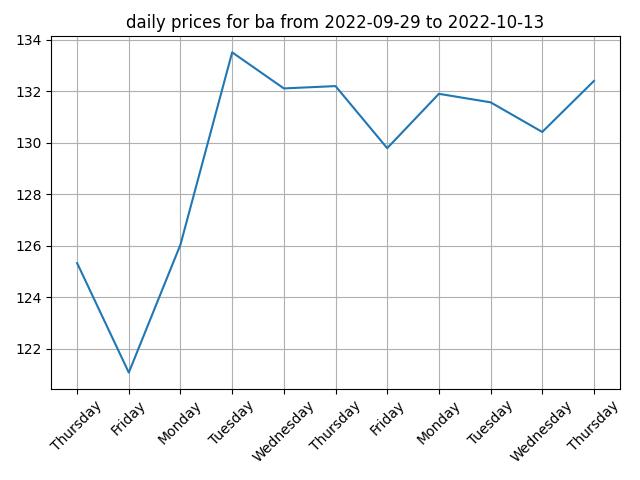 daily prices for ba from 2022-09-29 to 2022-10-13
134
132
130
128
126
124
122
Thursday
Friday
Monday
Tuesday
Wednesday
Thursday
Friday
Monday
Tuesday
Wednesday
Thursday